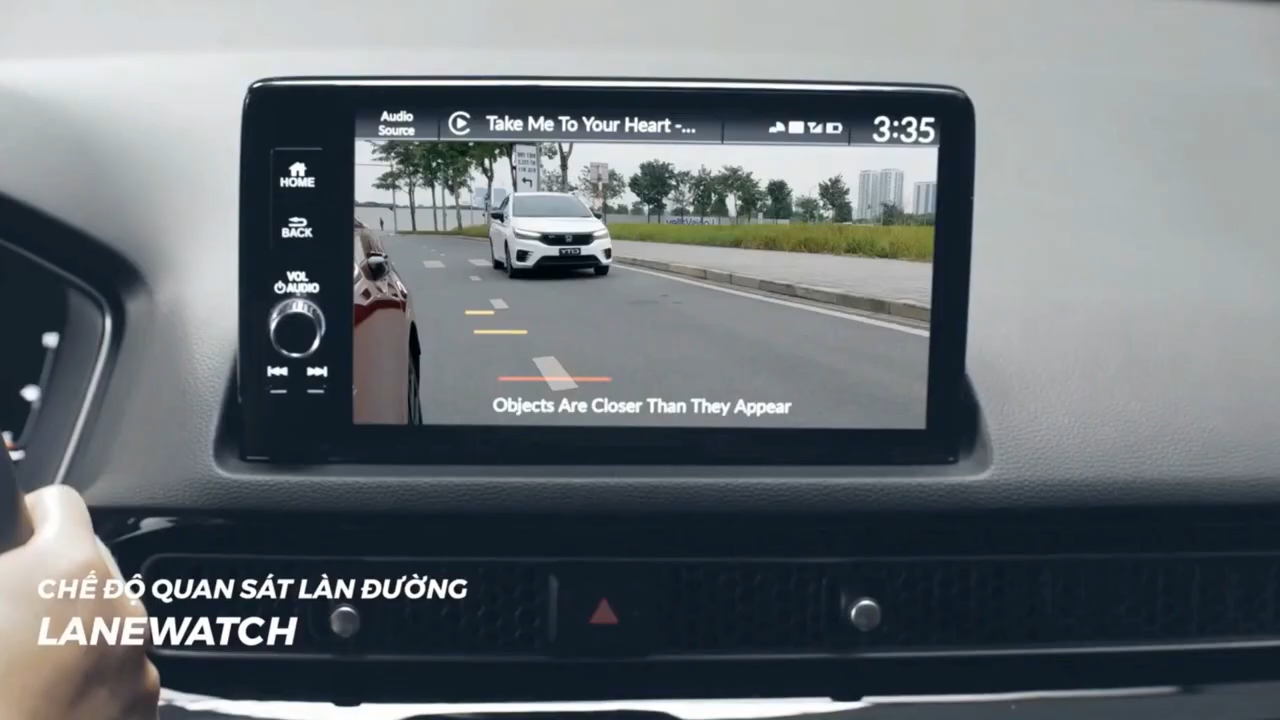 Audio
Source
Take Me To Your Heart -...
3:35
HOME
BACK
VOL
AUDIO
Objects Are Closer Than They Appear
CHẾ ĐỘ QUAN SÁT LÀN ĐƯỜNG
LANEWATCH